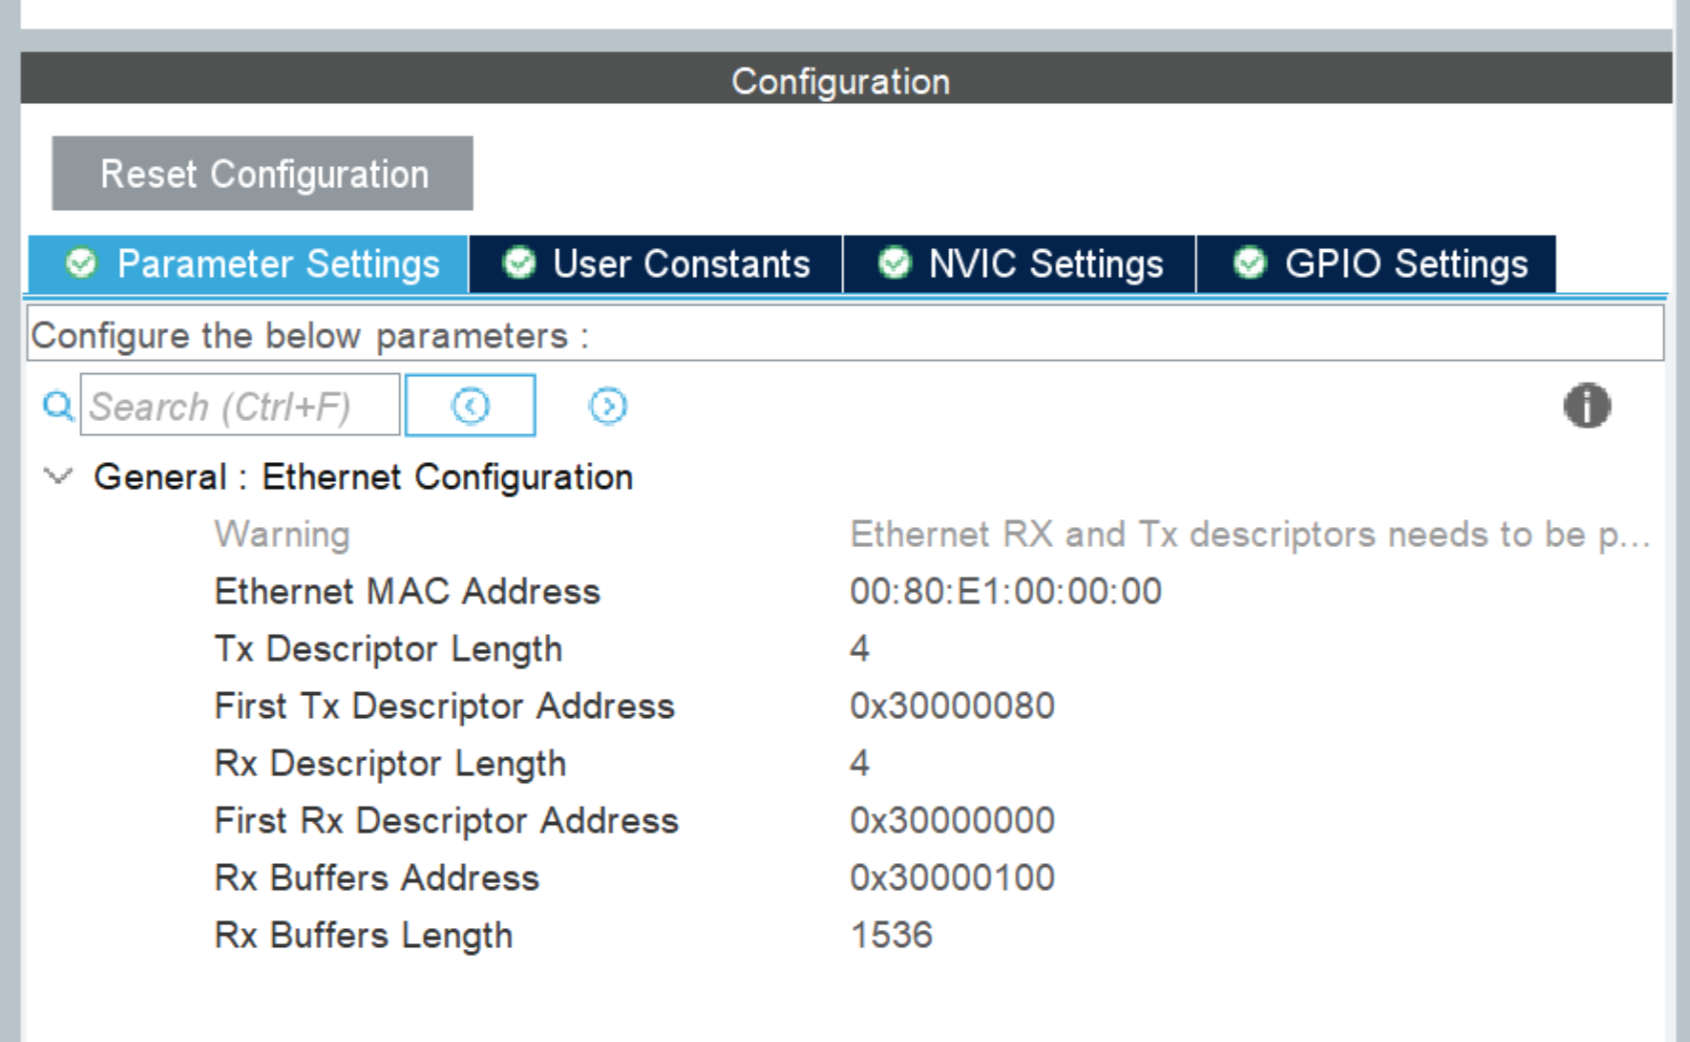 Configuration
Reset Configuration
Parameter Settings User Constants NVIC Settings GPIO Settings
Configure the below parameters :
Search (Ctrl+F)
General : Ethernet Configuration
Warning Ethernet RX and Tx descriptors needs to be p...
Ethernet MAC Address 00:80:E1:00:00:00
Tx Descriptor Length 4
First Tx Descriptor Address 0x30000080
Rx Descriptor Length 4
First Rx Descriptor Address 0x30000000
Rx Buffers Address 0x30000100
Rx Buffers Length 1536